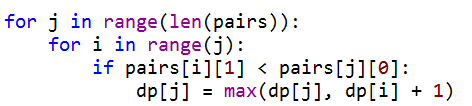 for j in range(len(pairs)):
    for i in range(j):
        if pairs[i][1] < pairs[j][0]:
            dp[j] = max(dp[j], dp[i] + 1)